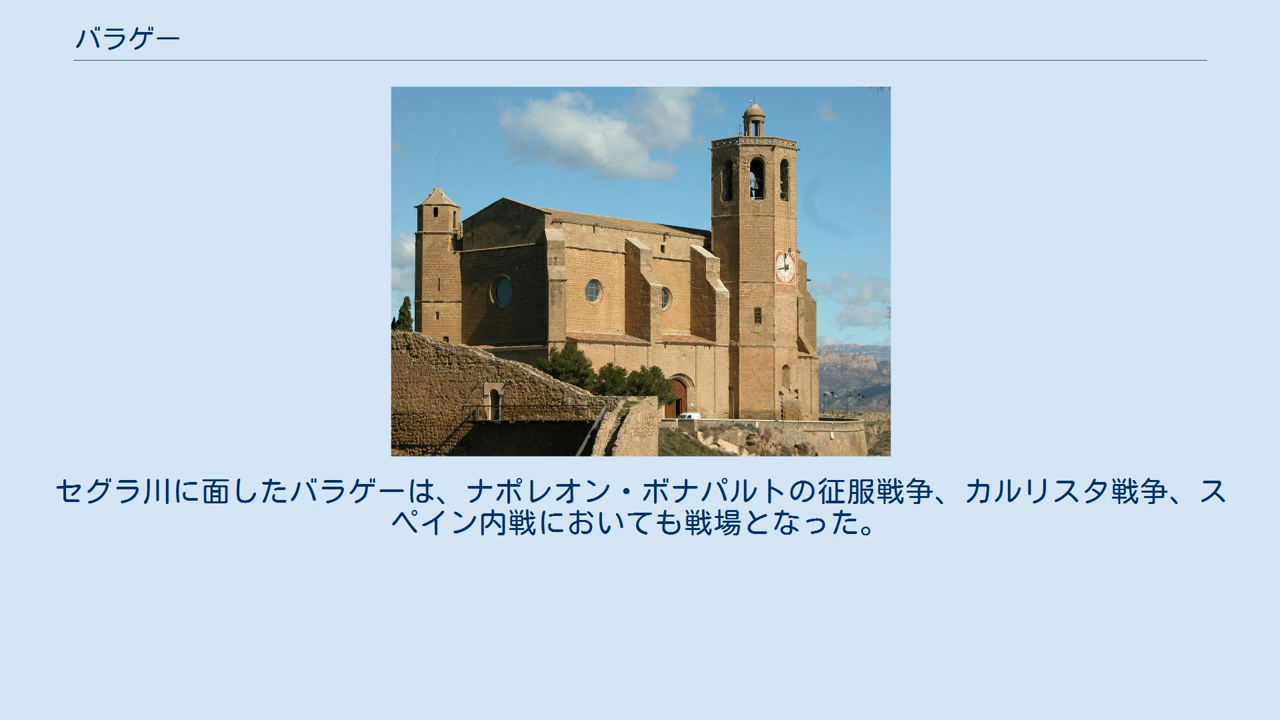 バラゲー
セグラ川に面したバラゲーは、ナポレオン・ボナパルトの征服戦争、カルリスタ戦争、ス
ペイン内戦においても戦場となった。